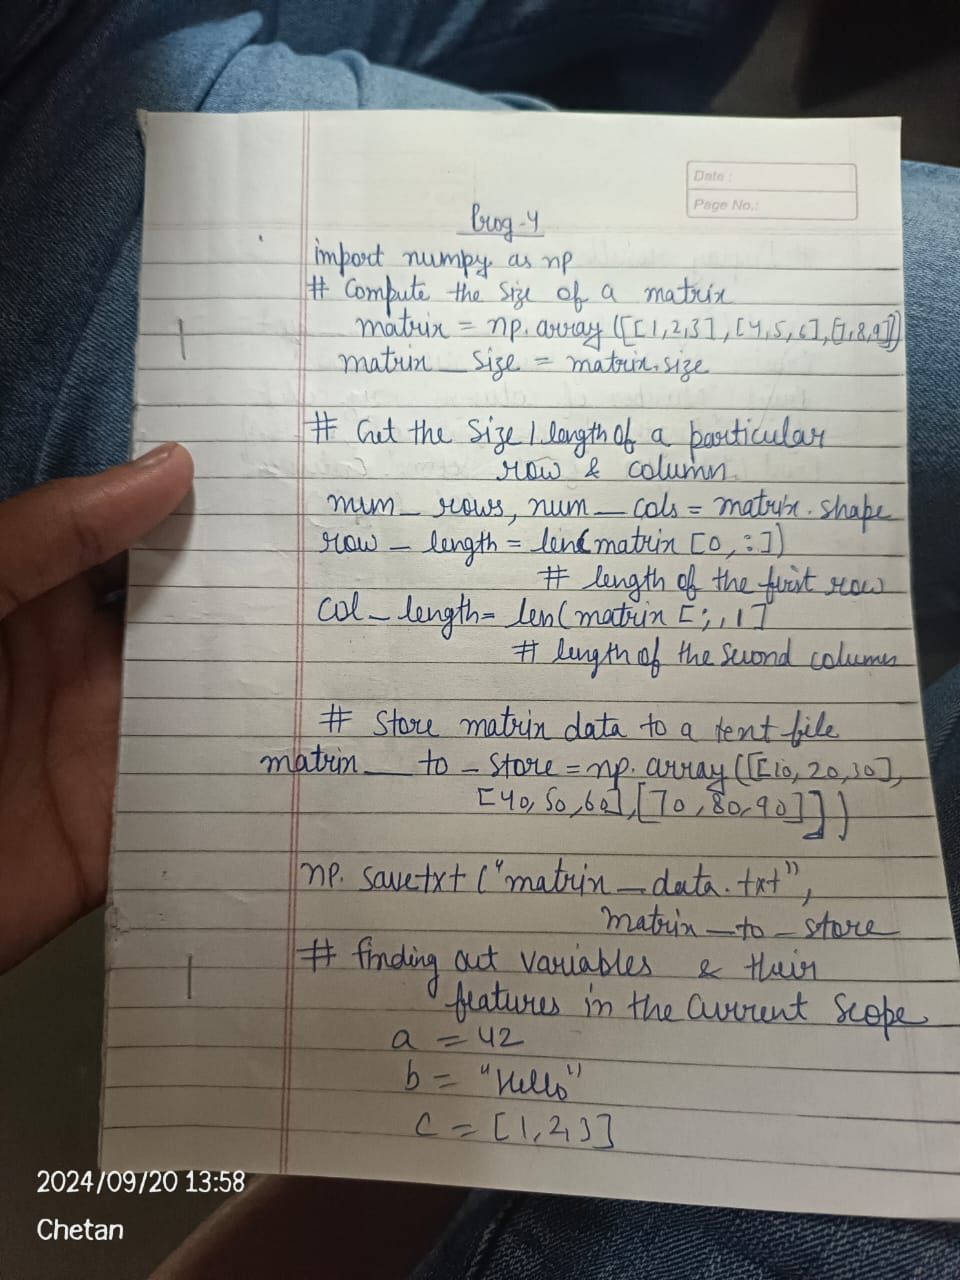 Date :
Page No.:
Prog-4
import numpy as np
# Compute the size of a matrix
matrix = np.array ([[1,2,3],[4,5,6],[7,8,9]])
matrix_size = matrix.size
# Get the Size / length of a particular
row & column
num_rows, num_cols = matrix.shape
row_length = len(matrix [0,:])
# length of the first row
col_length = len(matrix [:,1]
# length of the second column
# Store matrix data to a text file
matrix_to_store = np.array ([[10,20,30],
[40,50,60],[70,80,90]])
np.savetxt ("matrix_data.txt",
matrix_to_store
# finding out variables & their
features in the current scope
a = 42
b = "Hello"
c = [1,2,3]
2024/09/20 13:58
Chetan